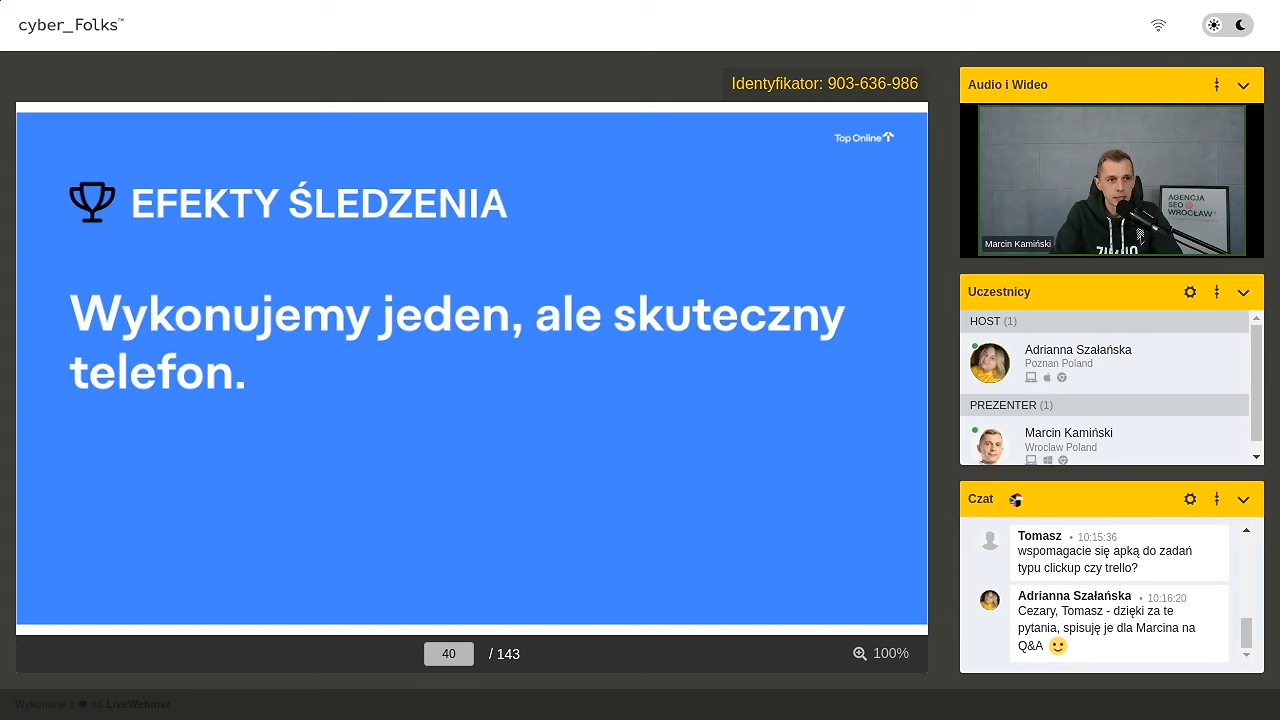 cyber_Folks™
Identyfikator: 903-636-986
Top Online
EFEKTY ŚLEDZENIA
Wykonujemy jeden, ale skuteczny
telefon.
40 / 143
100%
Audio i Wideo
AGENCJA
SEO
WROCŁAW
Marcin Kamiński
Uczestnicy
HOST (1)
Adrianna Szałańska
Poznan Poland
PREZENTER (1)
Marcin Kamiński
Wroclaw Poland
Czat
Tomasz • 10:15:36
wspomagacie się apką do zadań
typu clickup czy trello?
Adrianna Szałańska • 10:16:20
Cezary, Tomasz - dzięki za te
pytania, spisuję je dla Marcina na
Q&A
Wykonane z ❤ od LiveWebinar